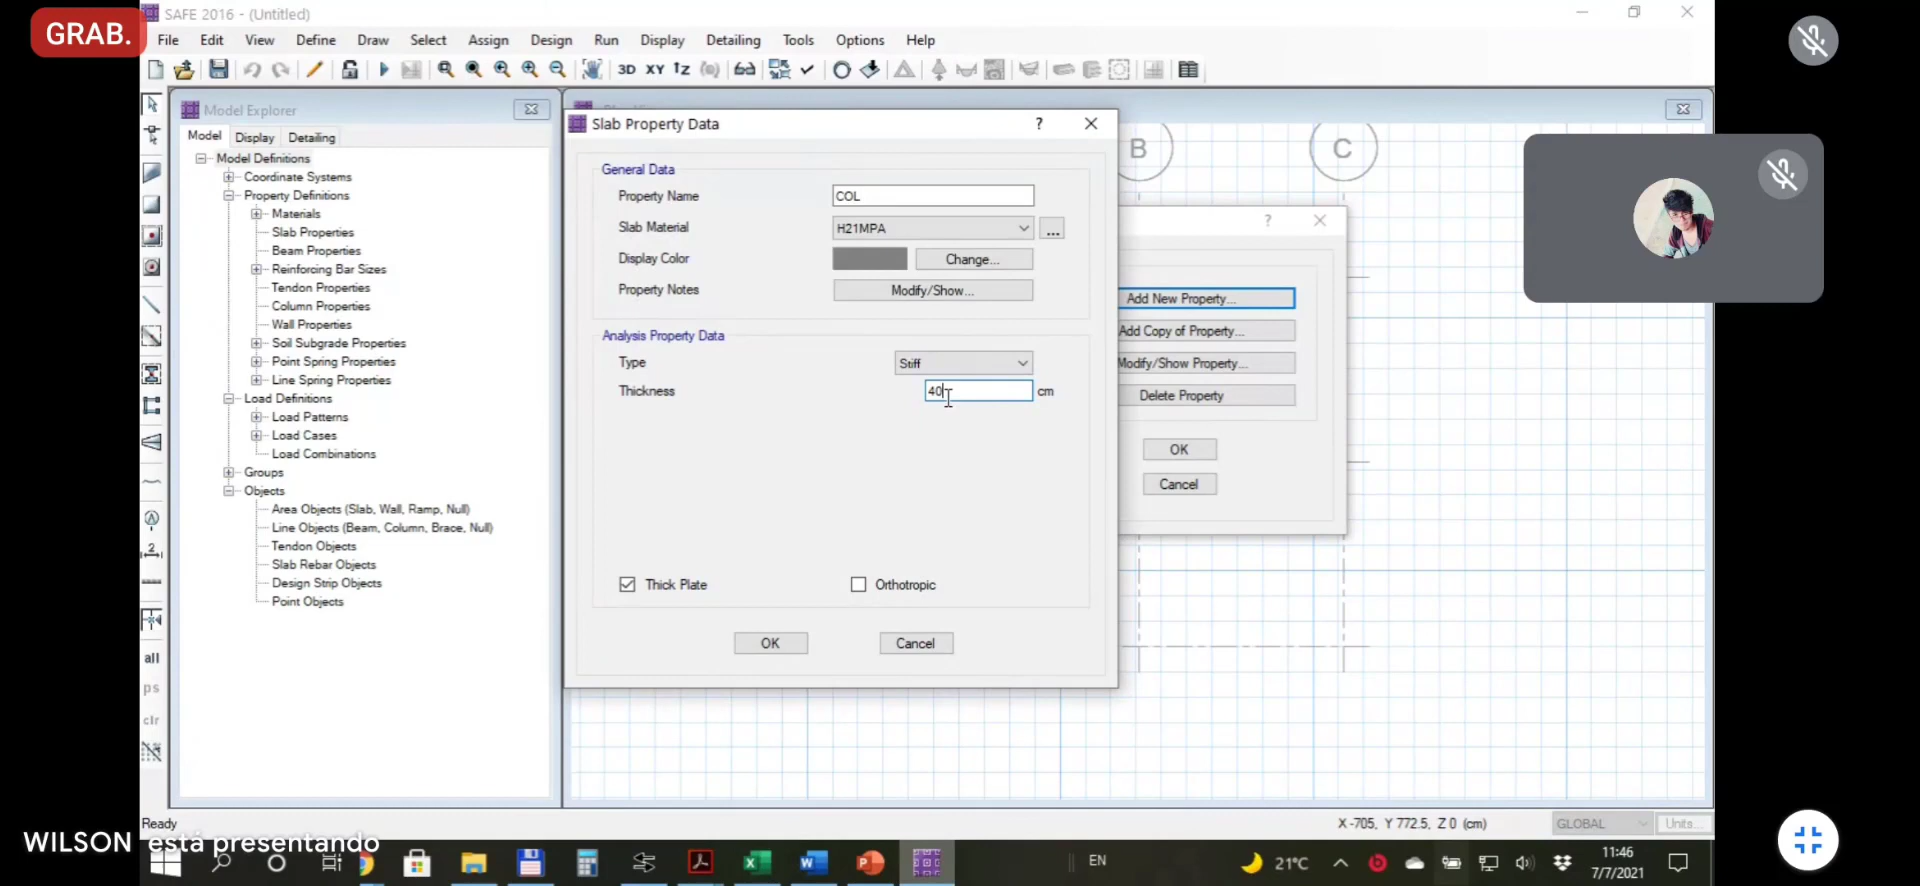 GRAB.
SAFE 2016 - (Untitled)
File Edit View Define Draw Select Assign Design Run Display Detailing Tools Options Help
3D XY
Model Explorer
Model Display Detailing
Model Definitions
Coordinate Systems
Property Definitions
Materials
Slab Properties
Beam Properties
Reinforcing Bar Sizes
Tendon Properties
Column Properties
Wall Properties
Soil Subgrade Properties
Point Spring Properties
Line Spring Properties
Load Definitions
Load Patterns
Load Cases
Load Combinations
Groups
Objects
Area Objects (Slab, Wall, Ramp, Null)
Line Objects (Beam, Column, Brace, Null)
Tendon Objects
Slab Rebar Objects
Design Strip Objects
Point Objects
all
ps
clr
Slab Property Data
?
General Data
Property Name COL
Slab Material H21MPA ...
Display Color Change...
Property Notes Modify/Show...
Analysis Property Data
Type Stiff
Thickness 40 cm
Thick Plate Orthotropic
OK Cancel
B C
?
Add New Property...
Add Copy of Property...
Modify/Show Property...
Delete Property
OK
Cancel
Ready
X -705, Y 772.5, Z 0 (cm)
GLOBAL
Units...
WILSON está presentando
EN
21°C
11:46
7/7/2021